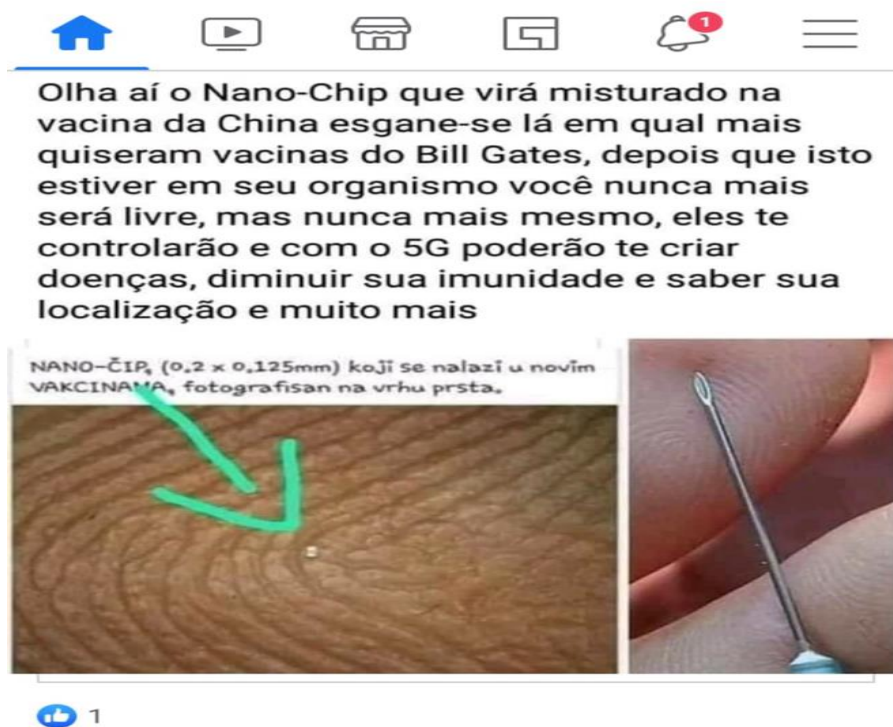 1
Olha aí o Nano-Chip que virá misturado na
vacina da China esgane-se lá em qual mais
quiseram vacinas do Bill Gates, depois que isto
estiver em seu organismo você nunca mais
será livre, mas nunca mais mesmo, eles te
controlarão e com o 5G poderão te criar
doenças, diminuir sua imunidade e saber sua
localização e muito mais
NANO-ČIP, (0.2 x 0.125mm) koji se nalazi u novim
VAKCINAMA, fotografisan na vrhu prsta.
1